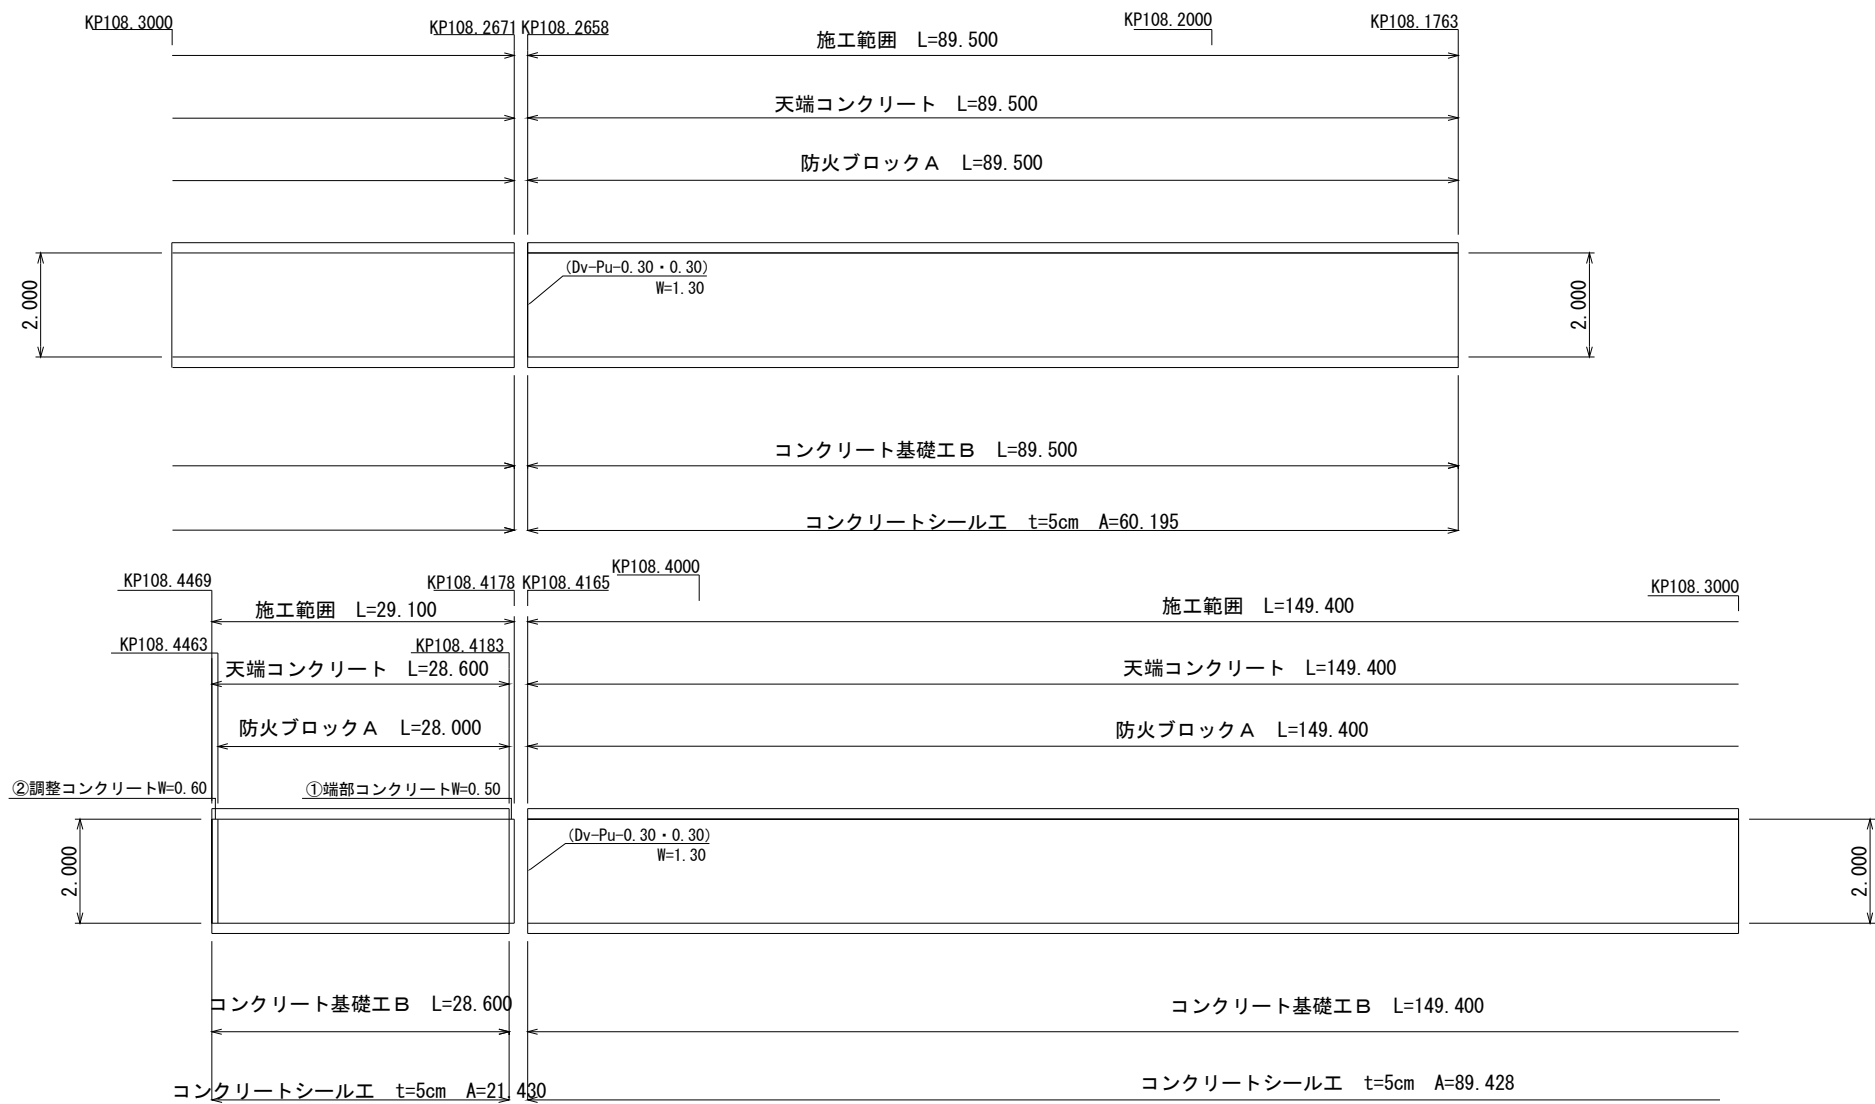 KP108.3000
KP108.2671
KP108.2658
KP108.2000
KP108.1763
施工範囲　L=89.500
天端コンクリート　L=89.500
防火ブロックＡ　L=89.500
(Dv-Pu-0.30・0.30)
W=1.30
2.000
2.000
コンクリート基礎工Ｂ　L=89.500
コンクリートシール工　t=5cm　A=60.195
KP108.4469
KP108.4178
KP108.4165
KP108.4000
KP108.3000
施工範囲　L=29.100
施工範囲　L=149.400
KP108.4463
KP108.4183
天端コンクリート　L=28.600
天端コンクリート　L=149.400
防火ブロックＡ　L=28.000
防火ブロックＡ　L=149.400
②調整コンクリートW=0.60
①端部コンクリートW=0.50
(Dv-Pu-0.30・0.30)
W=1.30
2.000
2.000
コンクリート基礎工Ｂ　L=28.600
コンクリート基礎工Ｂ　L=149.400
コンクリートシール工　t=5cm　A=21.430
コンクリートシール工　t=5cm　A=89.428